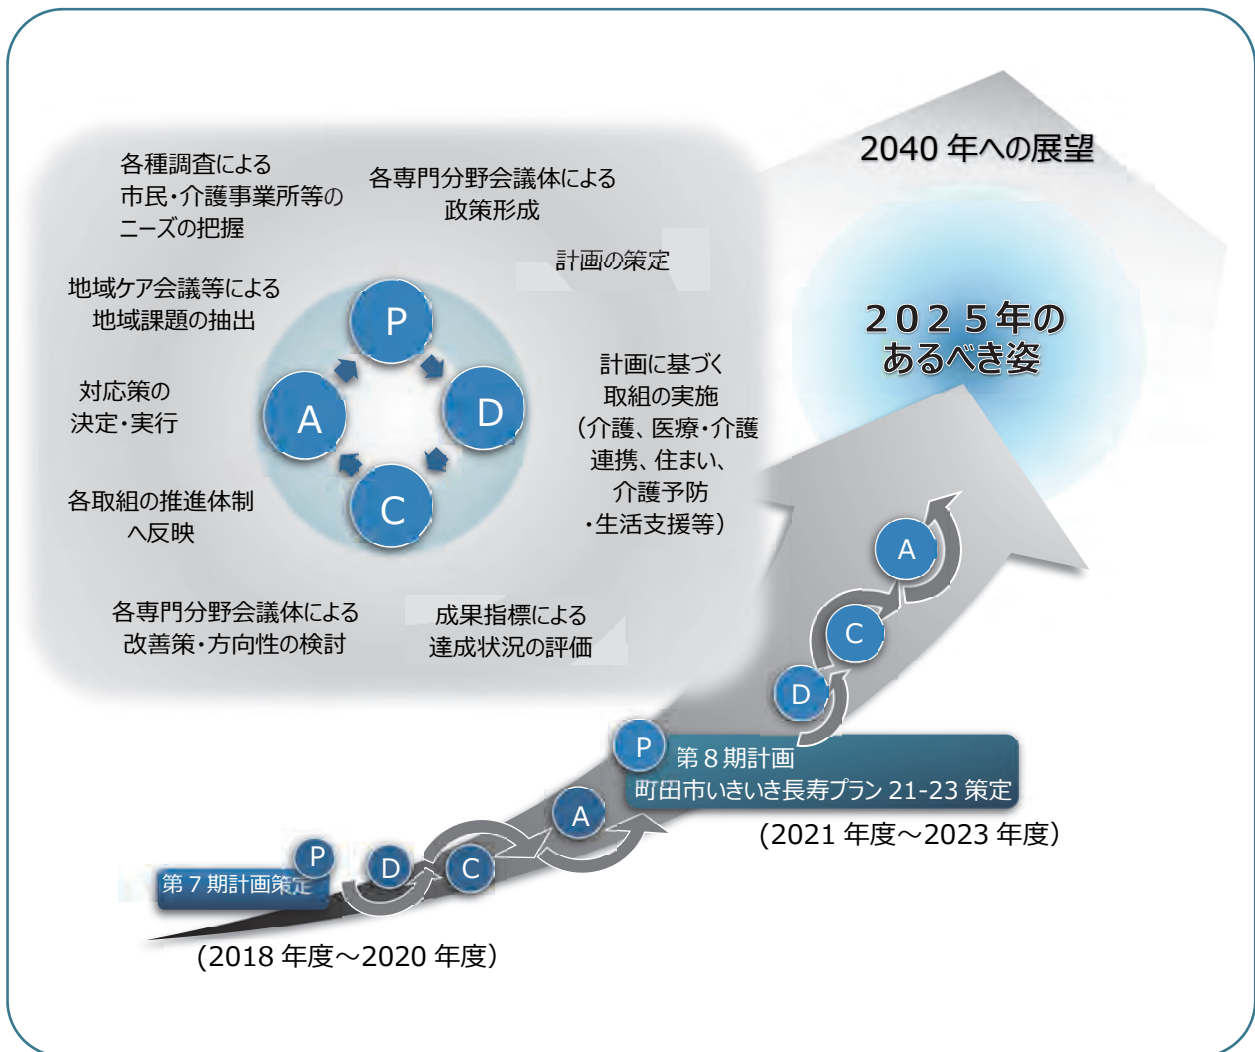 2040 年への展望
各種調査による
市民・介護事業所等の
ニーズの把握
各専門分野会議体による
政策形成
計画の策定
地域ケア会議等による
地域課題の抽出
P
2025年の
あるべき姿
対応策の
決定・実行
A
D
計画に基づく
取組の実施
（介護、医療・介護
連携、住まい、
介護予防
・生活支援等）
C
各取組の推進体制
へ反映
各専門分野会議体による
改善策・方向性の検討
成果指標による
達成状況の評価
A
C
D
P
第８期計画
町田市いきいき長寿プラン 21-23 策定
(2021 年度～2023 年度）
A
P
D
C
第７期計画策定
(2018 年度～2020 年度）